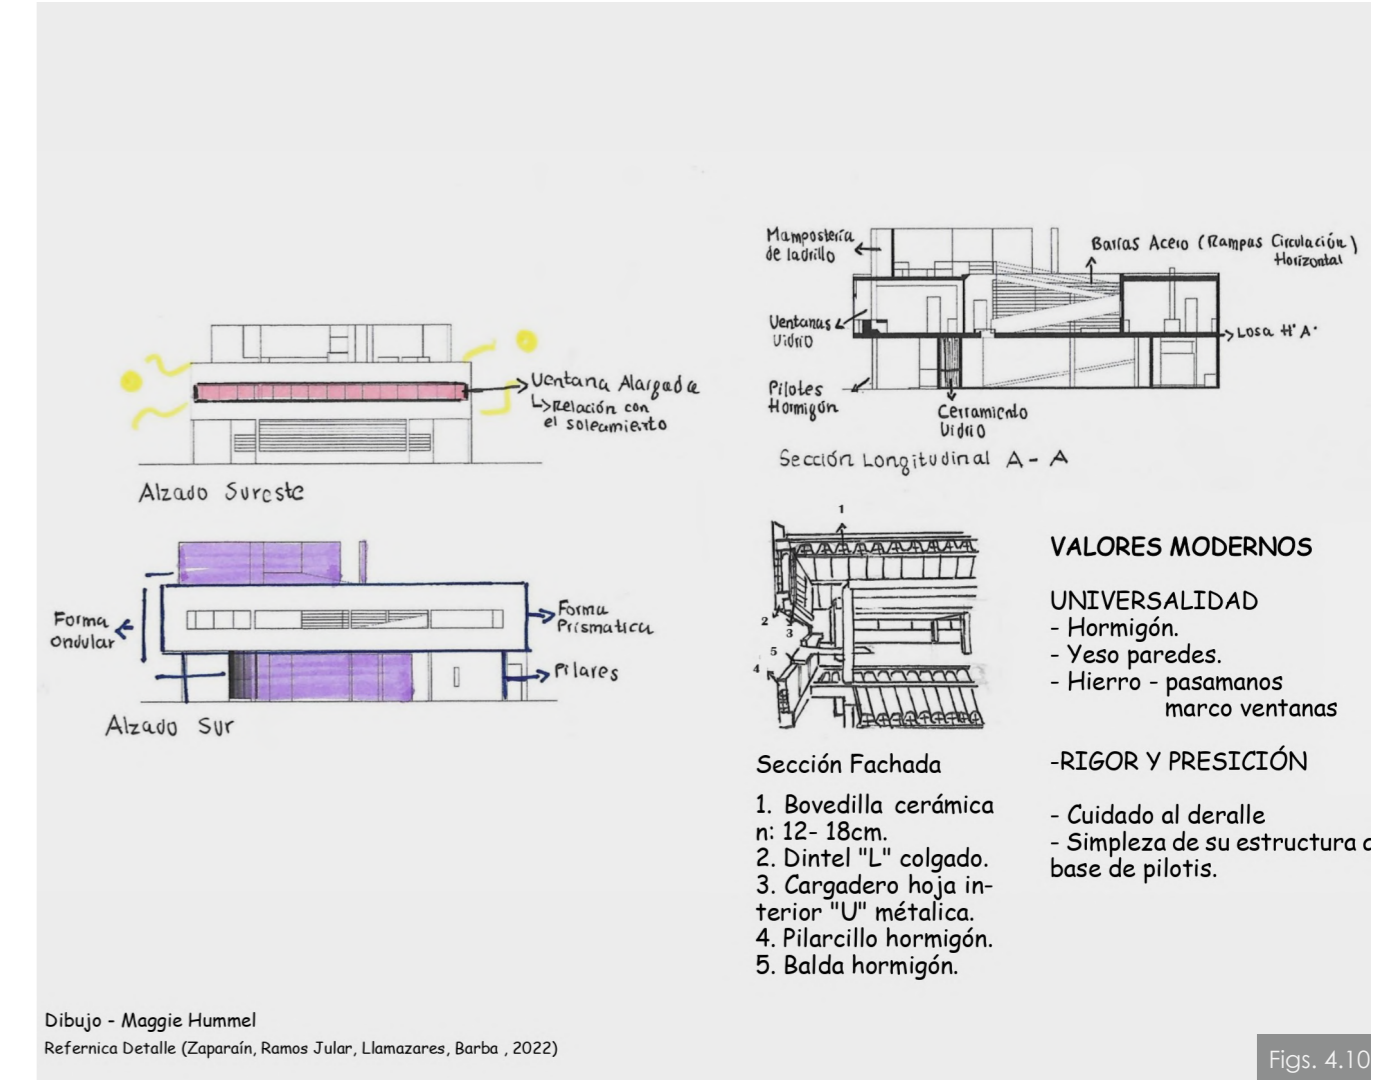 Ventana Alargada
Relación con
el soleamiento
Alzado Sureste
Forma
Ondular
Forma
Prismatica
Pilares
Alzado Sur
Mampostería
de ladrillo
Barras Acero (Rampas Circulación)
Horizontal
Ventanas
Vidrio
Losa H°A°
Pilotes
Hormigón
Cerramiento
Vidrio
Sección Longitudinal A - A
1
2
3
5
4
Sección Fachada
1. Bovedilla cerámica
n: 12- 18cm.
2. Dintel "L" colgado.
3. Cargadero hoja in-
terior "U" métalica.
4. Pilarcillo hormigón.
5. Balda hormigón.
VALORES MODERNOS
UNIVERSALIDAD
- Hormigón.
- Yeso paredes.
- Hierro - pasamanos
marco ventanas
-RIGOR Y PRESICIÓN
- Cuidado al deralle
- Simpleza de su estructura
base de pilotis.
Dibujo - Maggie Hummel
Refernica Detalle (Zaparaín, Ramos Jular, Llamazares, Barba , 2022)
Figs. 4.10